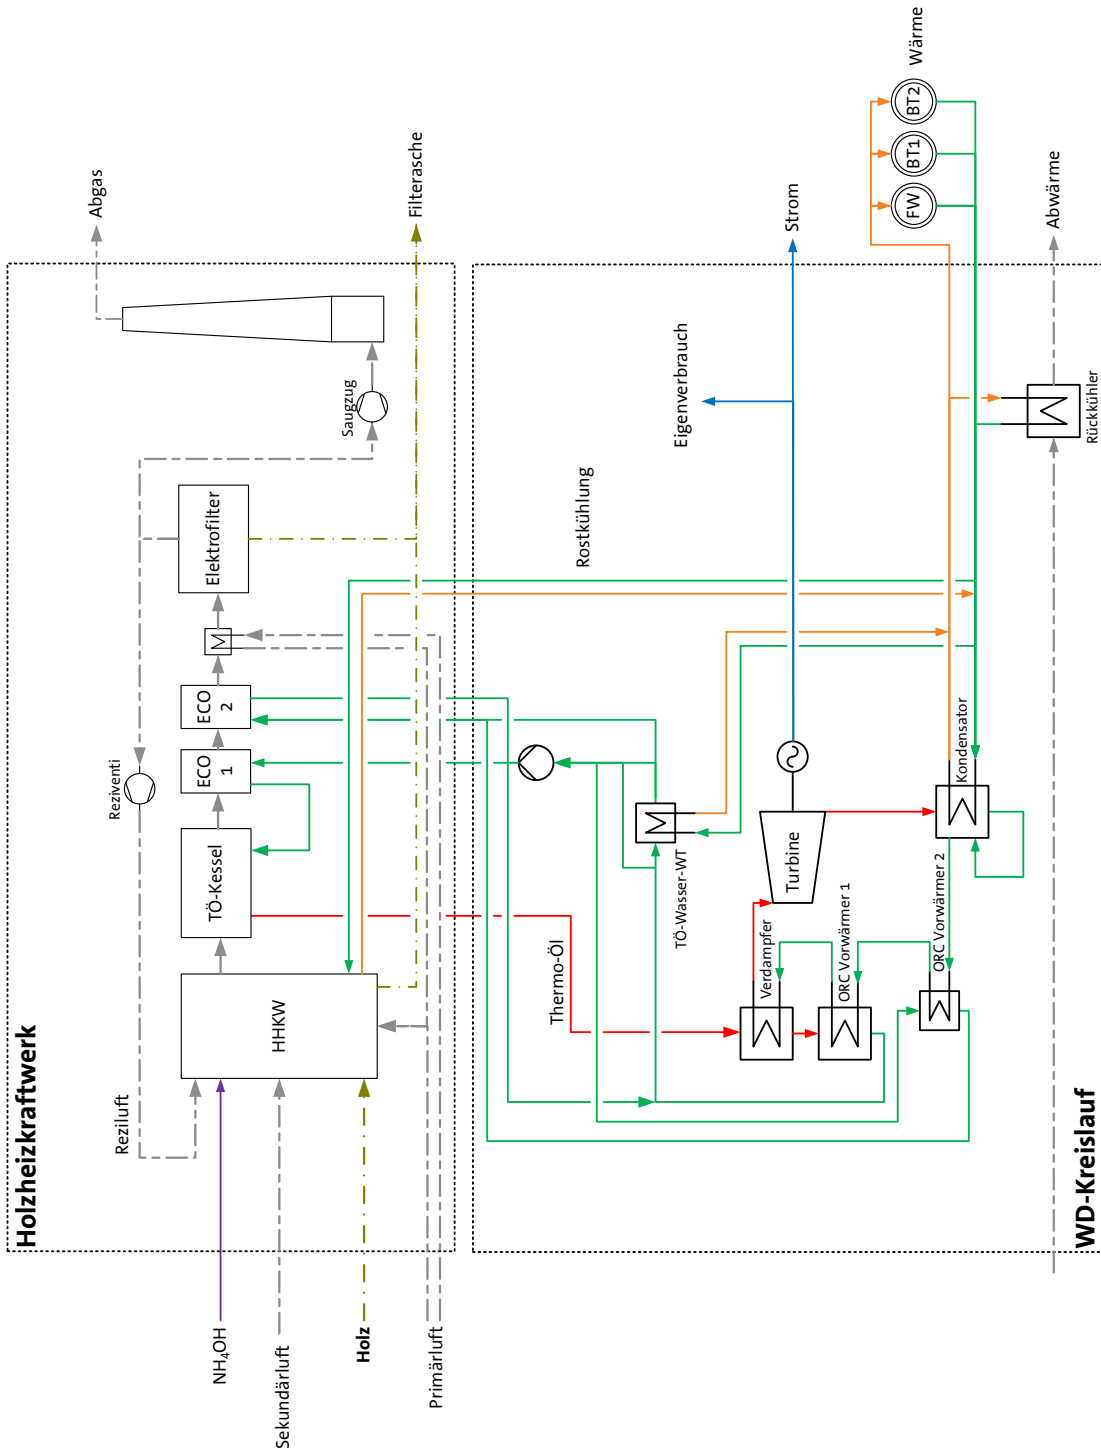 Holzheizkraftwerk
Abgas
Filterasche
Saugzug
Reziventi
Elektrofilter
ECO
2
ECO
1
TÖ-Kessel
HHKW
Reziluft
NH₄OH
Sekundärluft
Holz
Primärluft
WD-Kreislauf
Rostkühlung
Thermo-Öl
TÖ-Wasser-WT
Eigenverbrauch
Strom
Turbine
Verdampfer
ORC Vorwärmer 1
ORC Vorwärmer 2
Kondensator
Wärme
FW
BT1
BT2
Rückkühler
Abwärme